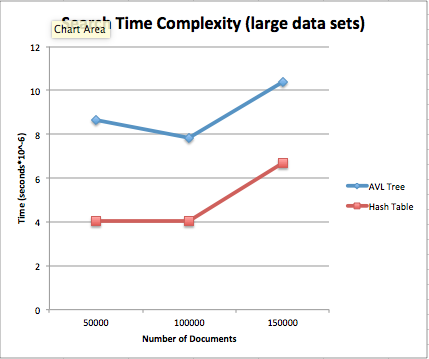 Search Time Complexity (large data sets)
Chart Area
12
10
8
6
4
2
0
Time (seconds*10^-6)
50000 100000 150000
Number of Documents
AVL Tree
Hash Table